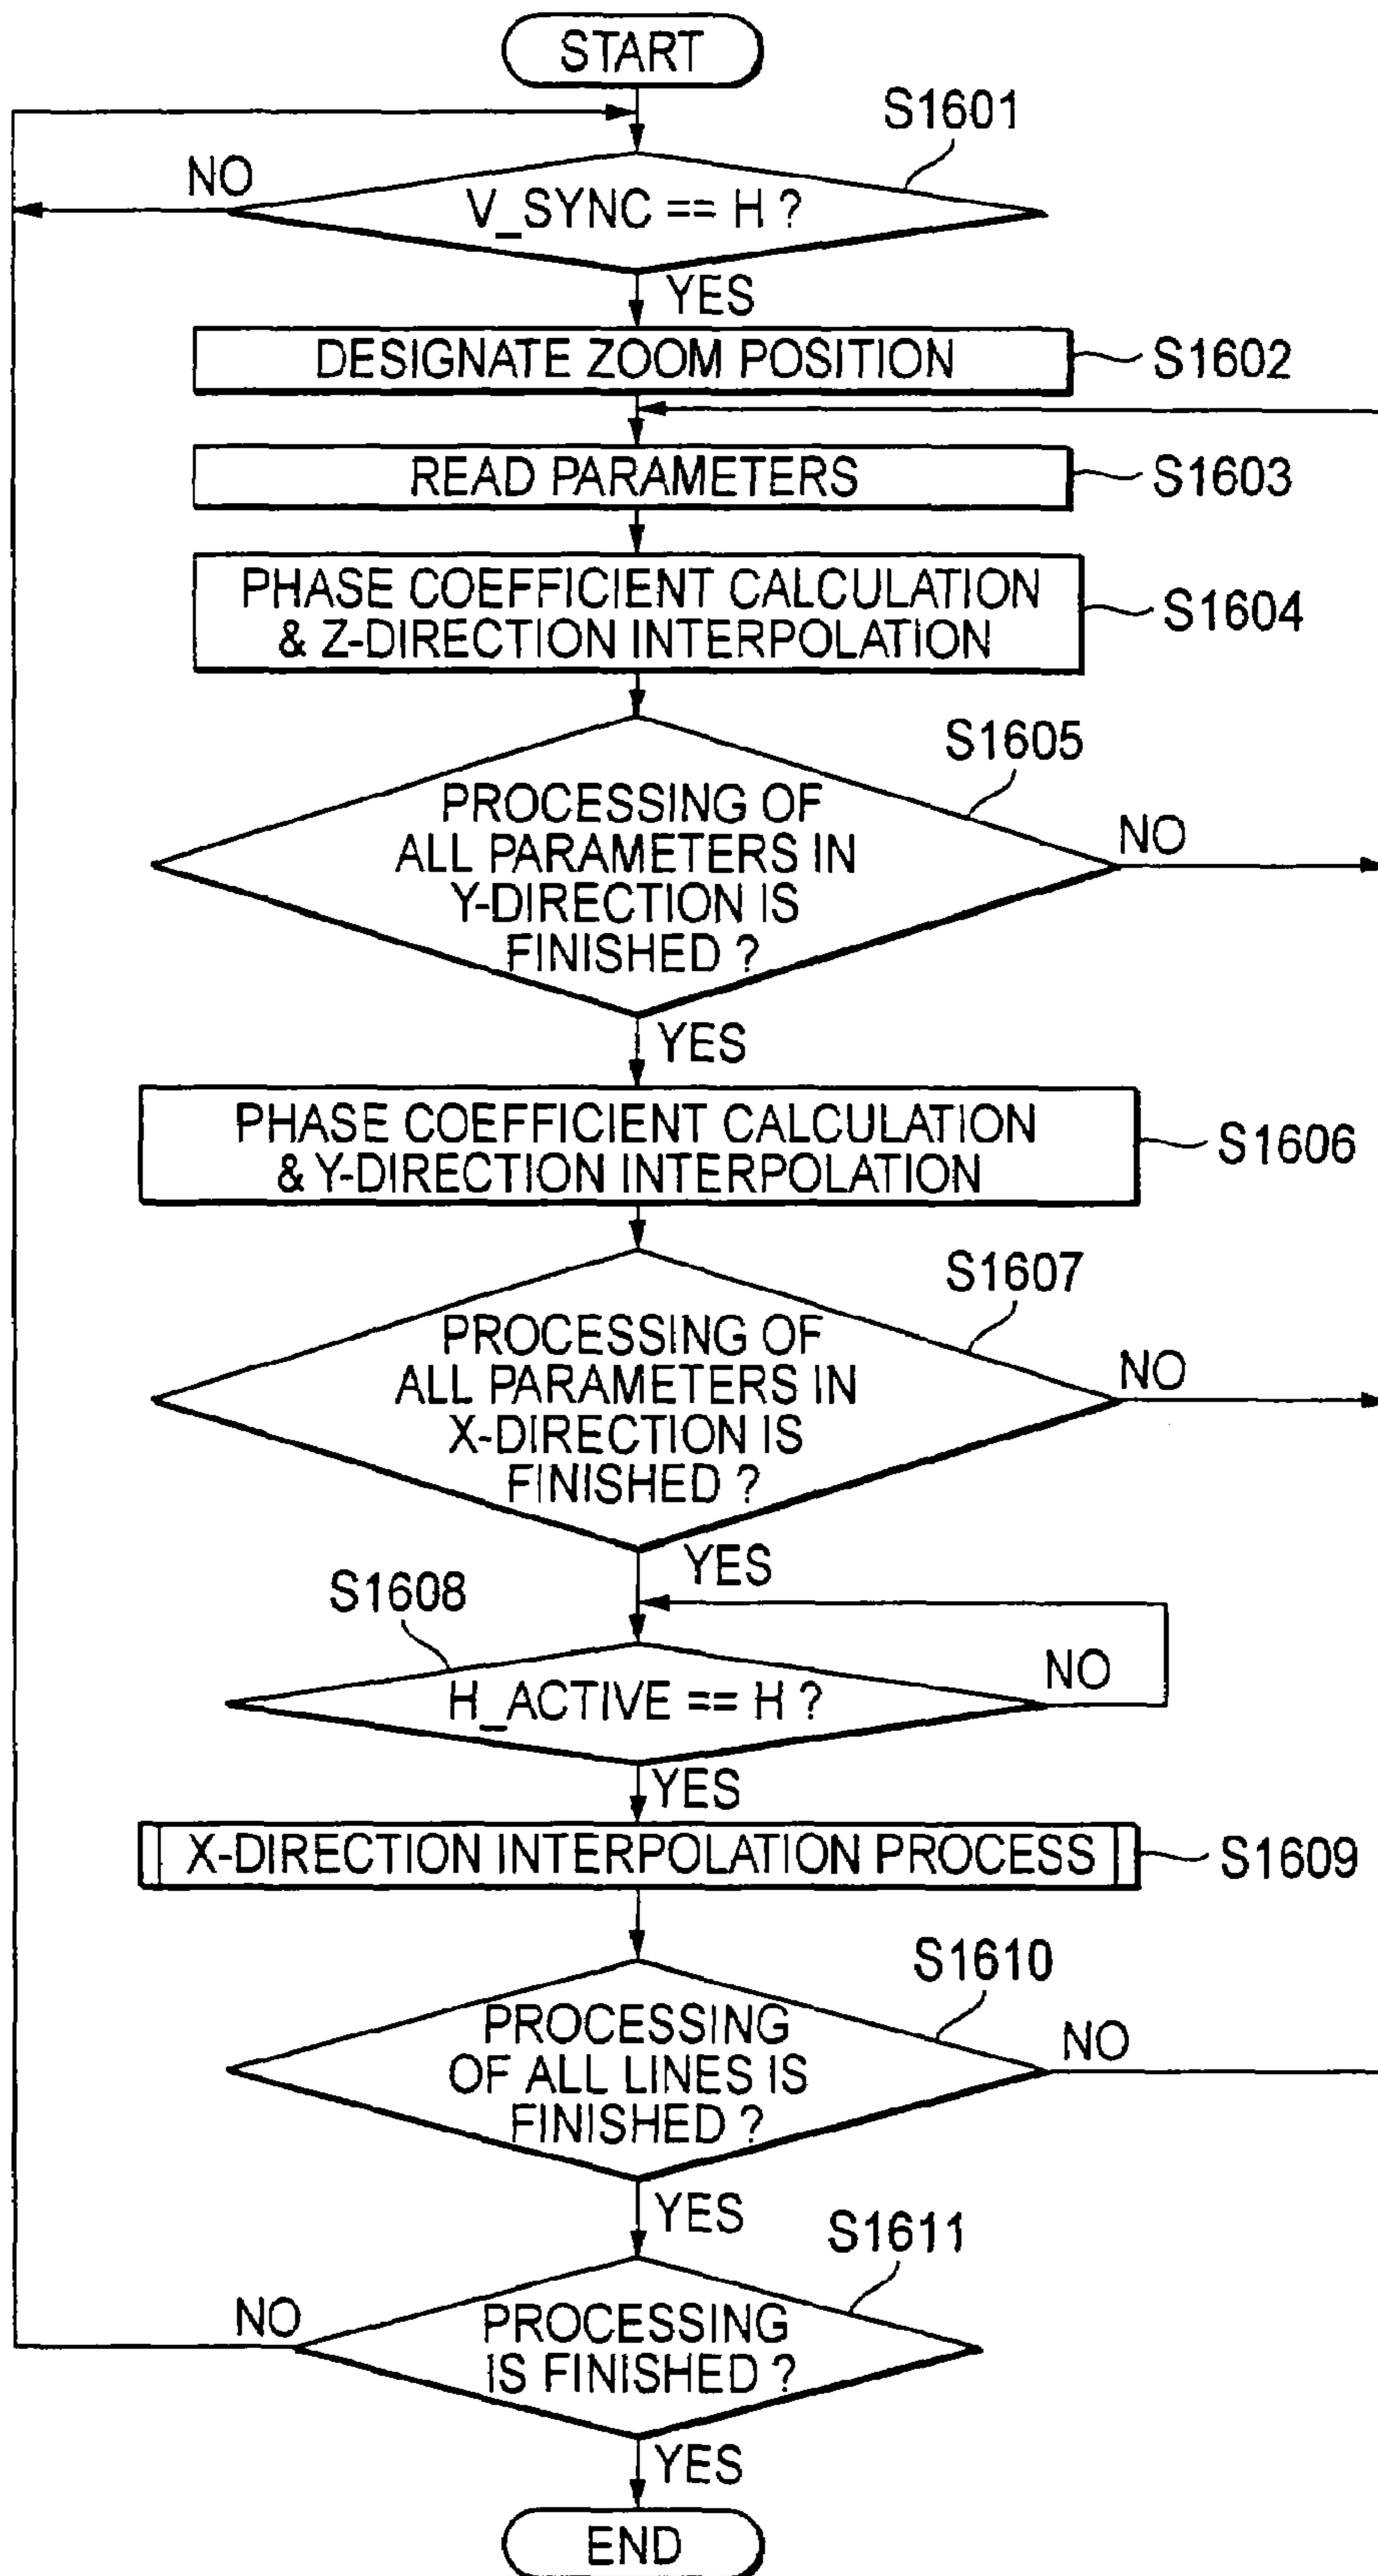 START
S1601
NO
V_SYNC == H ?
YES
DESIGNATE ZOOM POSITION
S1602
READ PARAMETERS
S1603
PHASE COEFFICIENT CALCULATION
& Z-DIRECTION INTERPOLATION
S1604
S1605
PROCESSING OF
ALL PARAMETERS IN
Y-DIRECTION IS
FINISHED ?
NO
YES
PHASE COEFFICIENT CALCULATION
& Y-DIRECTION INTERPOLATION
S1606
S1607
PROCESSING OF
ALL PARAMETERS IN
X-DIRECTION IS
FINISHED ?
NO
YES
S1608
H_ACTIVE == H ?
NO
YES
X-DIRECTION INTERPOLATION PROCESS
S1609
S1610
PROCESSING
OF ALL LINES IS
FINISHED ?
NO
YES
S1611
NO
PROCESSING
IS FINISHED ?
YES
END